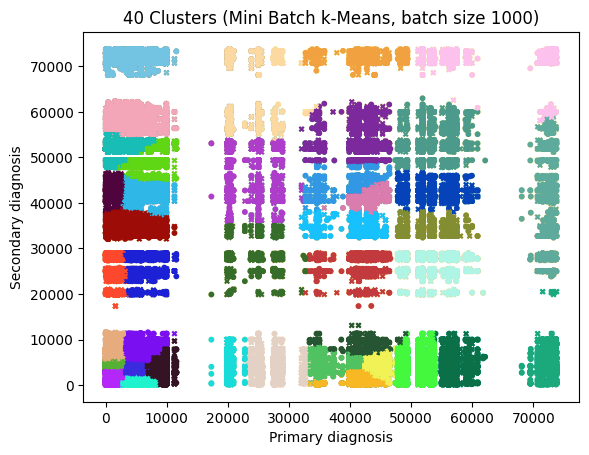 40 Clusters (Mini Batch k-Means, batch size 1000)
70000
60000
50000
40000
30000
20000
10000
0
Secondary diagnosis
0 10000 20000 30000 40000 50000 60000 70000
Primary diagnosis